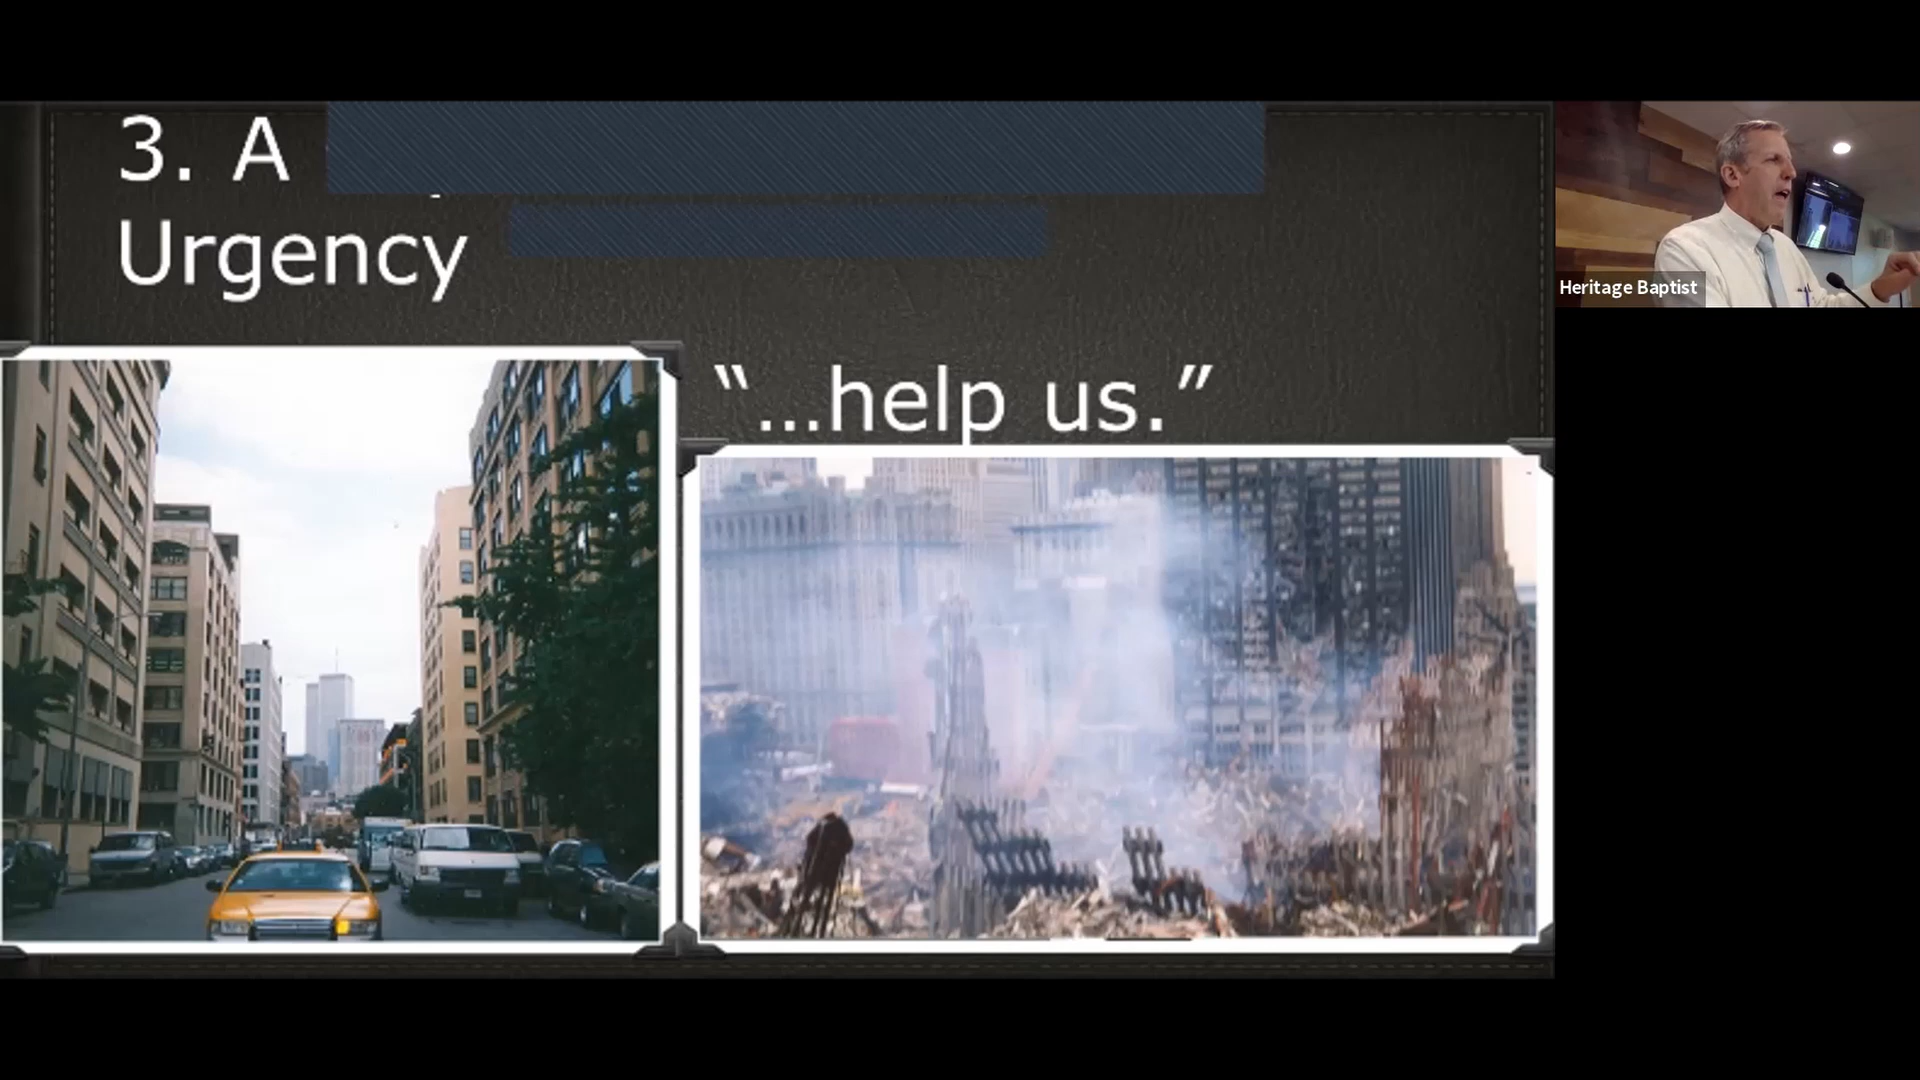 3. A
Urgency
“...help us.”
Heritage Baptist